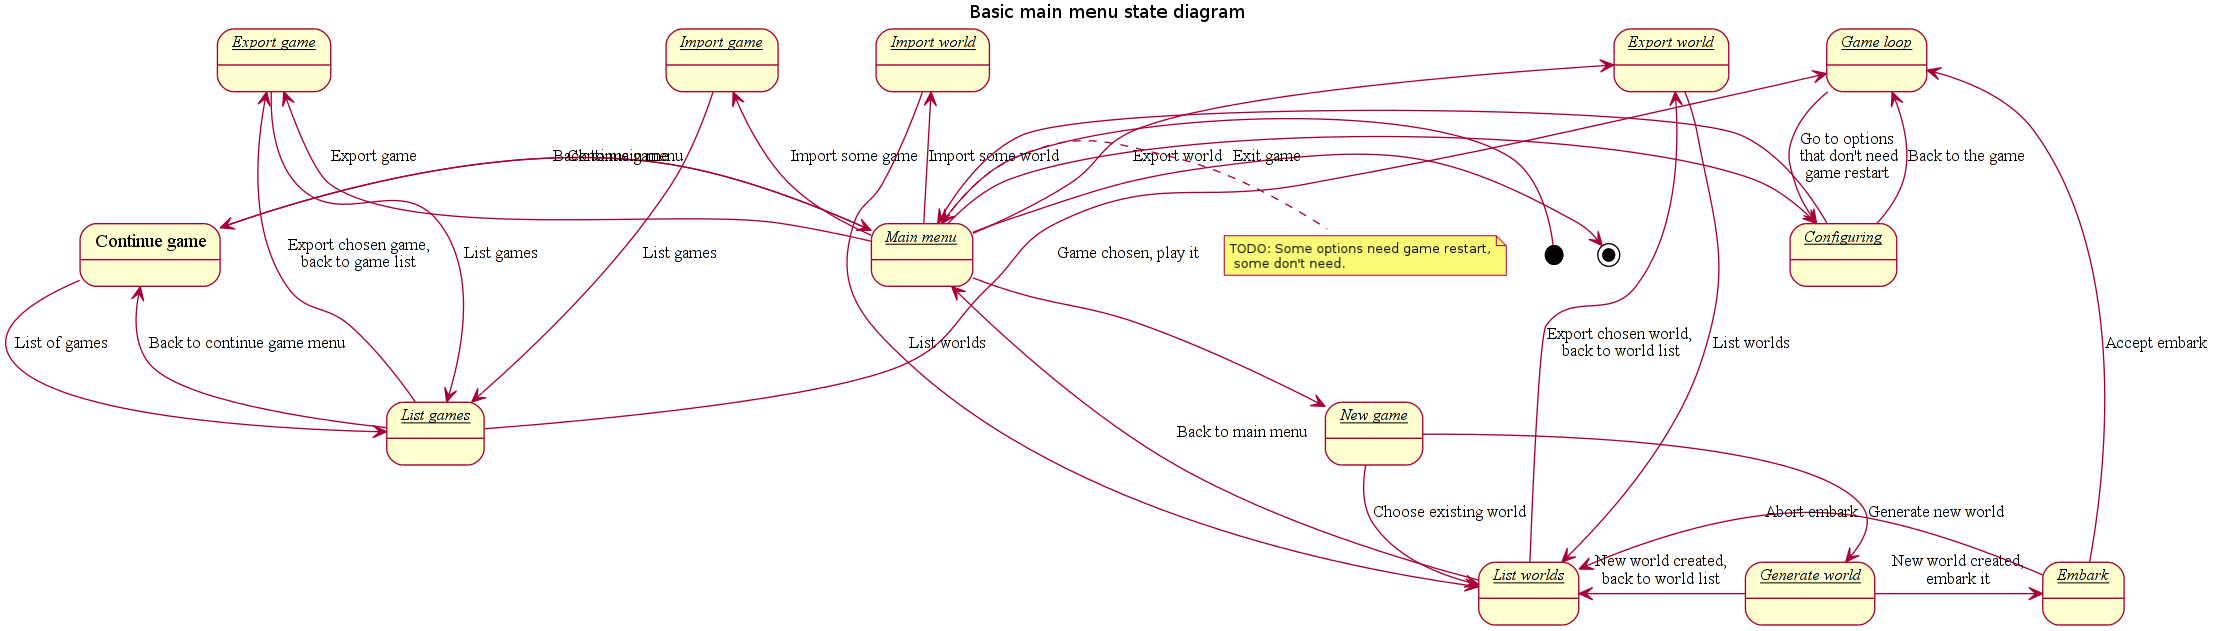 Basic main menu state diagram
Export game
Import game
Import world
Export world
Game loop
Export game
Back to main menu
Continue game
Import some game
Import some world
Export world
Exit game
Go to options
that don't need
game restart
Back to the game
Continue game
Export chosen game,
back to game list
List games
List games
Main menu
Game chosen, play it
TODO: Some options need game restart,
some don't need.
Configuring
List of games
Back to continue game menu
List worlds
Export chosen world,
back to world list
List worlds
Accept embark
List games
Back to main menu
New game
Choose existing world
Abort embark
Generate new world
List worlds
New world created,
back to world list
Generate world
New world created,
embark it
Embark